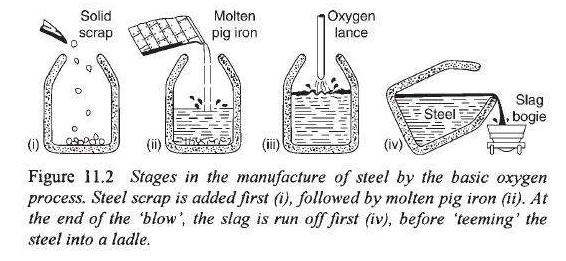 Solid
scrap
Molten
pig iron
Oxygen
lance
Steel
Slag
bogie
(i)
(ii)
(iii)
(iv)
Figure 11.2 Stages in the manufacture of steel by the basic oxygen
process. Steel scrap is added first (i), followed by molten pig iron (ii). At
the end of the ‘blow’, the slag is run off first (iv), before ‘teeming’ the
steel into a ladle.